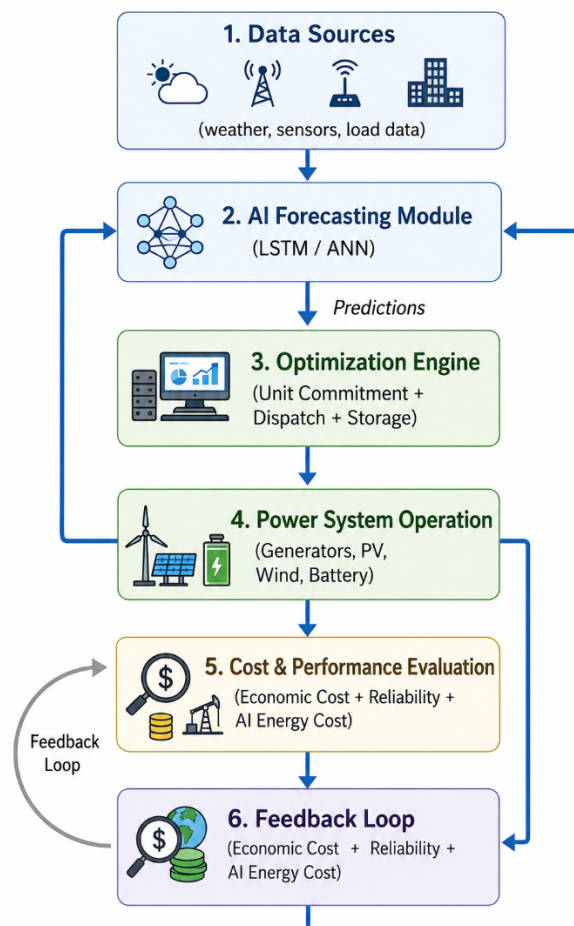 1. Data Sources
(weather, sensors, load data)
2. AI Forecasting Module
(LSTM / ANN)
Predictions
3. Optimization Engine
(Unit Commitment +
Dispatch + Storage)
4. Power System Operation
(Generators, PV,
Wind, Battery)
5. Cost & Performance Evaluation
$
(Economic Cost + Reliability +
AI Energy Cost)
Feedback
Loop
6. Feedback Loop
$
(Economic Cost + Reliability +
AI Energy Cost)